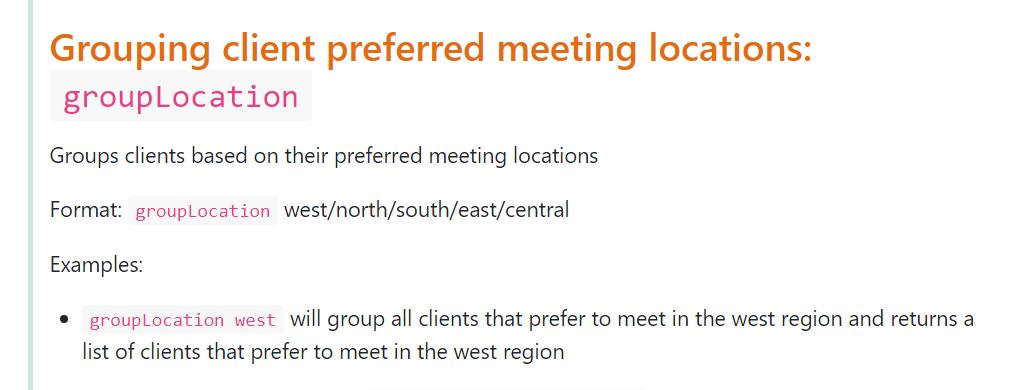 Grouping client preferred meeting locations:
groupLocation
Groups clients based on their preferred meeting locations
Format: groupLocation west/north/south/east/central
Examples:
• groupLocation west will group all clients that prefer to meet in the west region and returns a
list of clients that prefer to meet in the west region